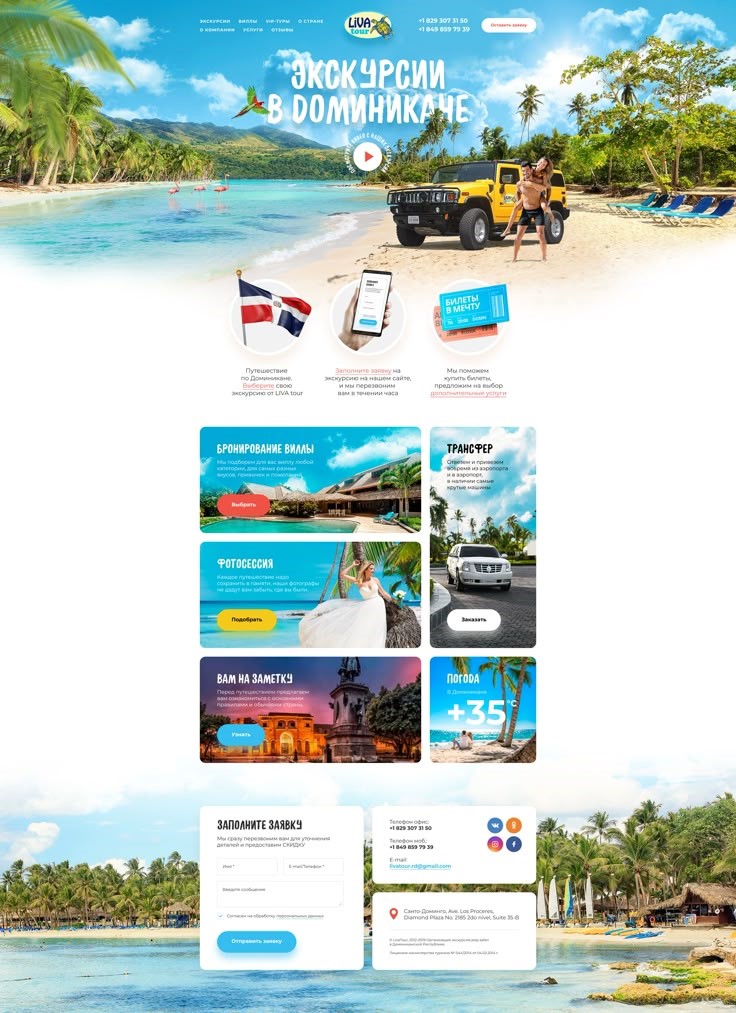 ЭКСКУРСИИ ВИЛЛЫ VIP-ТУРЫ О СТРАНЕ
О КОМПАНИИ УСЛУГИ ОТЗЫВЫ
LiVA
tour
+1 829 307 31 50
+1 849 859 79 39
Оставить заявку
ЭКСКУРСИИ
В ДОМИНИКАНЕ
БИЛЕТЫ
В МЕЧТУ
Путешествие
по Доминикане.
Выберите свою
экскурсию от LIVA tour
Заполните заявку на
экскурсию на нашем сайте,
и мы перезвоним
вам в течении часа
Мы поможем
купить билеты,
предложим на выбор
дополнительные услуги
БРОНИРОВАНИЕ ВИЛЛЫ
Мы подберем для вас виллу любой
категории, для самых разных
вкусов, привычек и пожеланий
Выбрать
ТРАНСФЕР
Отвезем и привезем
вовремя из аэропорта
и в аэропорт,
в наличии самые
крутые машины
Заказать
ФОТОСЕССИЯ
Каждое путешествие надо
сохранить в памяти, наши фотографы
не дадут вам забыть, где вы были
Подобрать
ВАМ НА ЗАМЕТКУ
Перед путешествием предлагаем
вам ознакомиться с основными
правилами и обычаями страны
Узнать
ПОГОДА
В Доминикане
+35°C
ЗАПОЛНИТЕ ЗАЯВКУ
Мы сразу перезвоним вам для уточнения
деталей и предоставим СКИДКУ
Имя * E-mail/Телефон *
Введите сообщение
Согласен на обработку персональных данных
Отправить заявку
Телефон офис:
+1 829 307 31 50
Телефон моб.:
+1 849 859 79 39
E-mail:
livatour.rd@gmail.com
Санто-Доминго, Ave. Los Proceres,
Diamond Plaza No. 2185 2do nivel, Suite 35-B